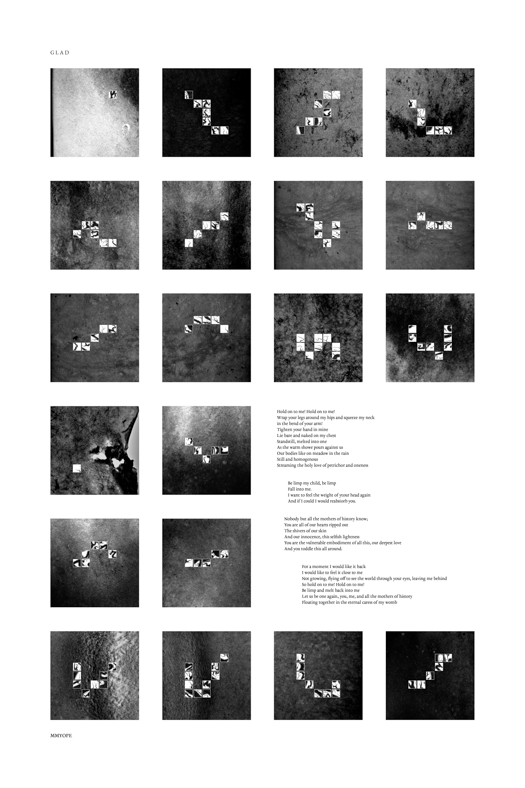 GLAD
Hold on to me! Hold on to me!
Wrap your legs around my hips and squeeze my neck
in the bend of your arm!
Tighten your hand in mine
Lie bare and naked on my chest
Standstill, melted into one
As the warm shows pours against us
Our bodies like on meadow in the rain
Still and homogenous
Streaming the holy love of petrichor and oneness
Be limp my child, be limp
Fall into me.
I want to feel the weight of your head again
And if I could I would reabsorb you.
Nobody but all the mothers of history know;
You are all of our hearts ripped out
The shivers of our skin
And our innocence, this selfish lightness
You are the vulnerable embodiment of all this, our deepest love
And you toddle this all around.
For a moment I would like it back
I would like to feel it close to me
Not growing, flying off to see the world through your eyes, leaving me behind
So hold on to me! Hold on to me!
Be limp and melt back into me
Let us be one again, you, me, and all the mothers of history
Floating together in the eternal caress of my womb